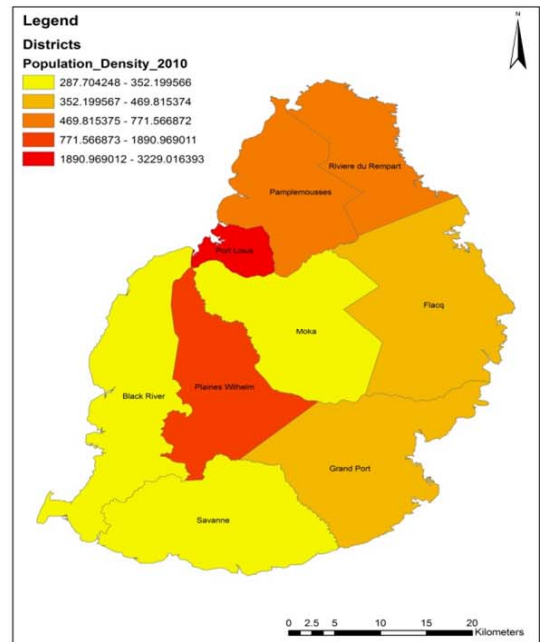 Legend
Districts
Population_Density_2010
287.704248 - 352.199566
352.199567 - 469.815374
469.815375 - 771.566872
771.566873 - 1890.969011
1890.969012 - 3229.016393
N
Riviere du Rempart
Pamplemousses
Port Louis
Flacq
Moka
Plaines Wilhem
Black River
Grand Port
Savanne
0 2.5 5 10 15 20
Kilometers